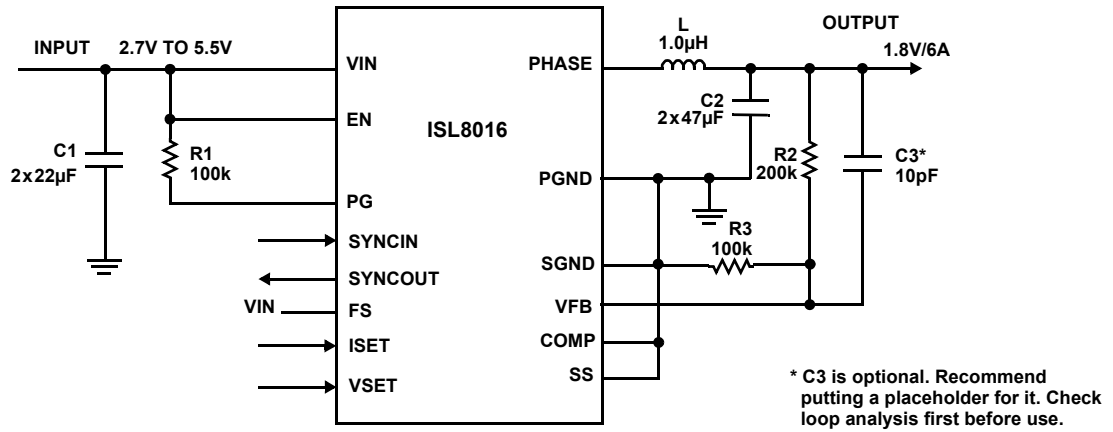 INPUT
2.7V TO 5.5V
VIN
EN
PG
SYNCIN
SYNCOUT
VIN
FS
ISET
VSET
C1
2x22µF
R1
100k
ISL8016
PHASE
PGND
SGND
VFB
COMP
SS
L
1.0µH
OUTPUT
1.8V/6A
C2
2x47µF
R2
200k
C3*
10pF
R3
100k
* C3 is optional. Recommend
putting a placeholder for it. Check
loop analysis first before use.